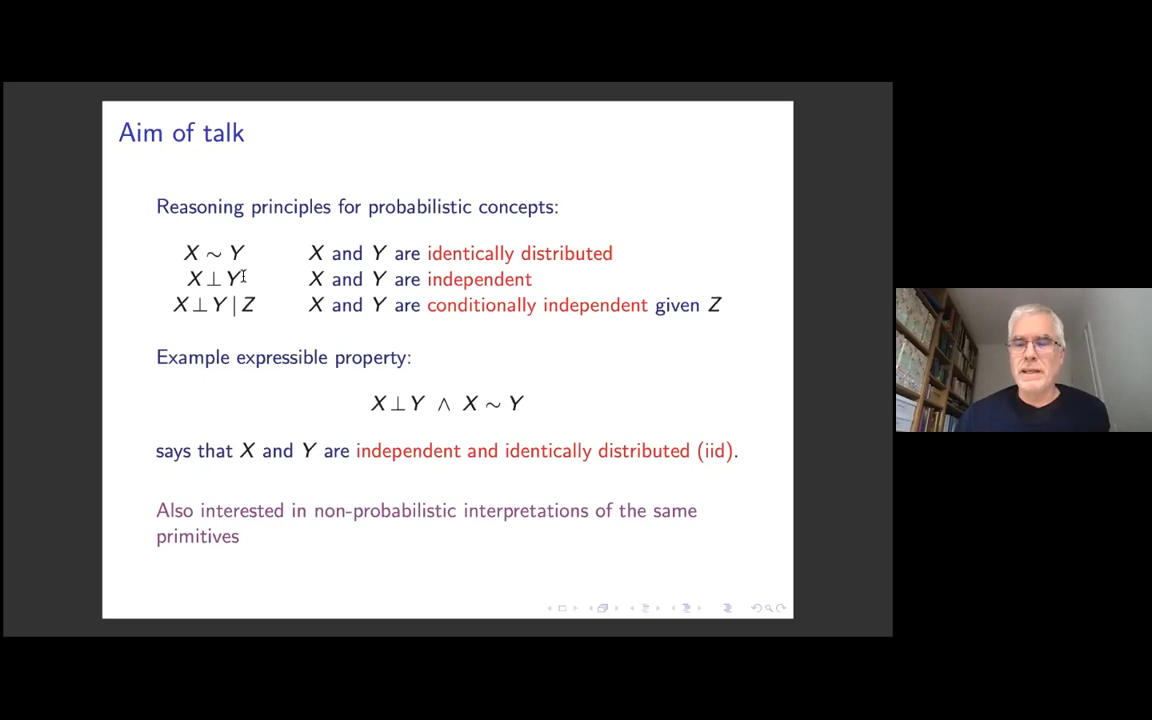 Aim of talk
Reasoning principles for probabilistic concepts:
X ∼ Y X and Y are identically distributed
X ⊥ Y X and Y are independent
X ⊥ Y | Z X and Y are conditionally independent given Z
Example expressible property:
X ⊥ Y ∧ X ∼ Y
says that X and Y are independent and identically distributed (iid).
Also interested in non-probabilistic interpretations of the same
primitives